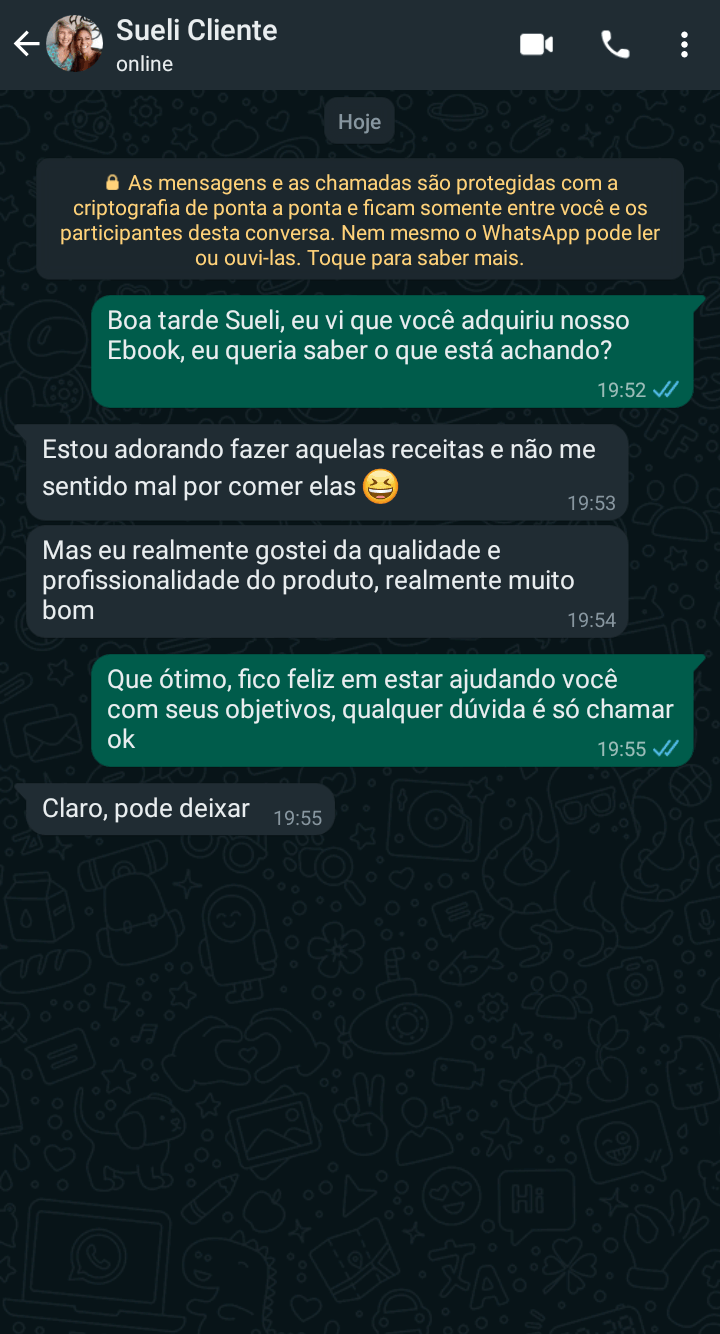 Sueli Cliente
online
Hoje
As mensagens e as chamadas são protegidas com a
criptografia de ponta a ponta e ficam somente entre você e os
participantes desta conversa. Nem mesmo o WhatsApp pode ler
ou ouvi-las. Toque para saber mais.
Boa tarde Sueli, eu vi que você adquiriu nosso
Ebook, eu queria saber o que está achando?
19:52
Estou adorando fazer aquelas receitas e não me
sentido mal por comer elas 😆
19:53
Mas eu realmente gostei da qualidade e
profissionalidade do produto, realmente muito
bom
19:54
Que ótimo, fico feliz em estar ajudando você
com seus objetivos, qualquer dúvida é só chamar
ok
19:55
Claro, pode deixar
19:55
Hi